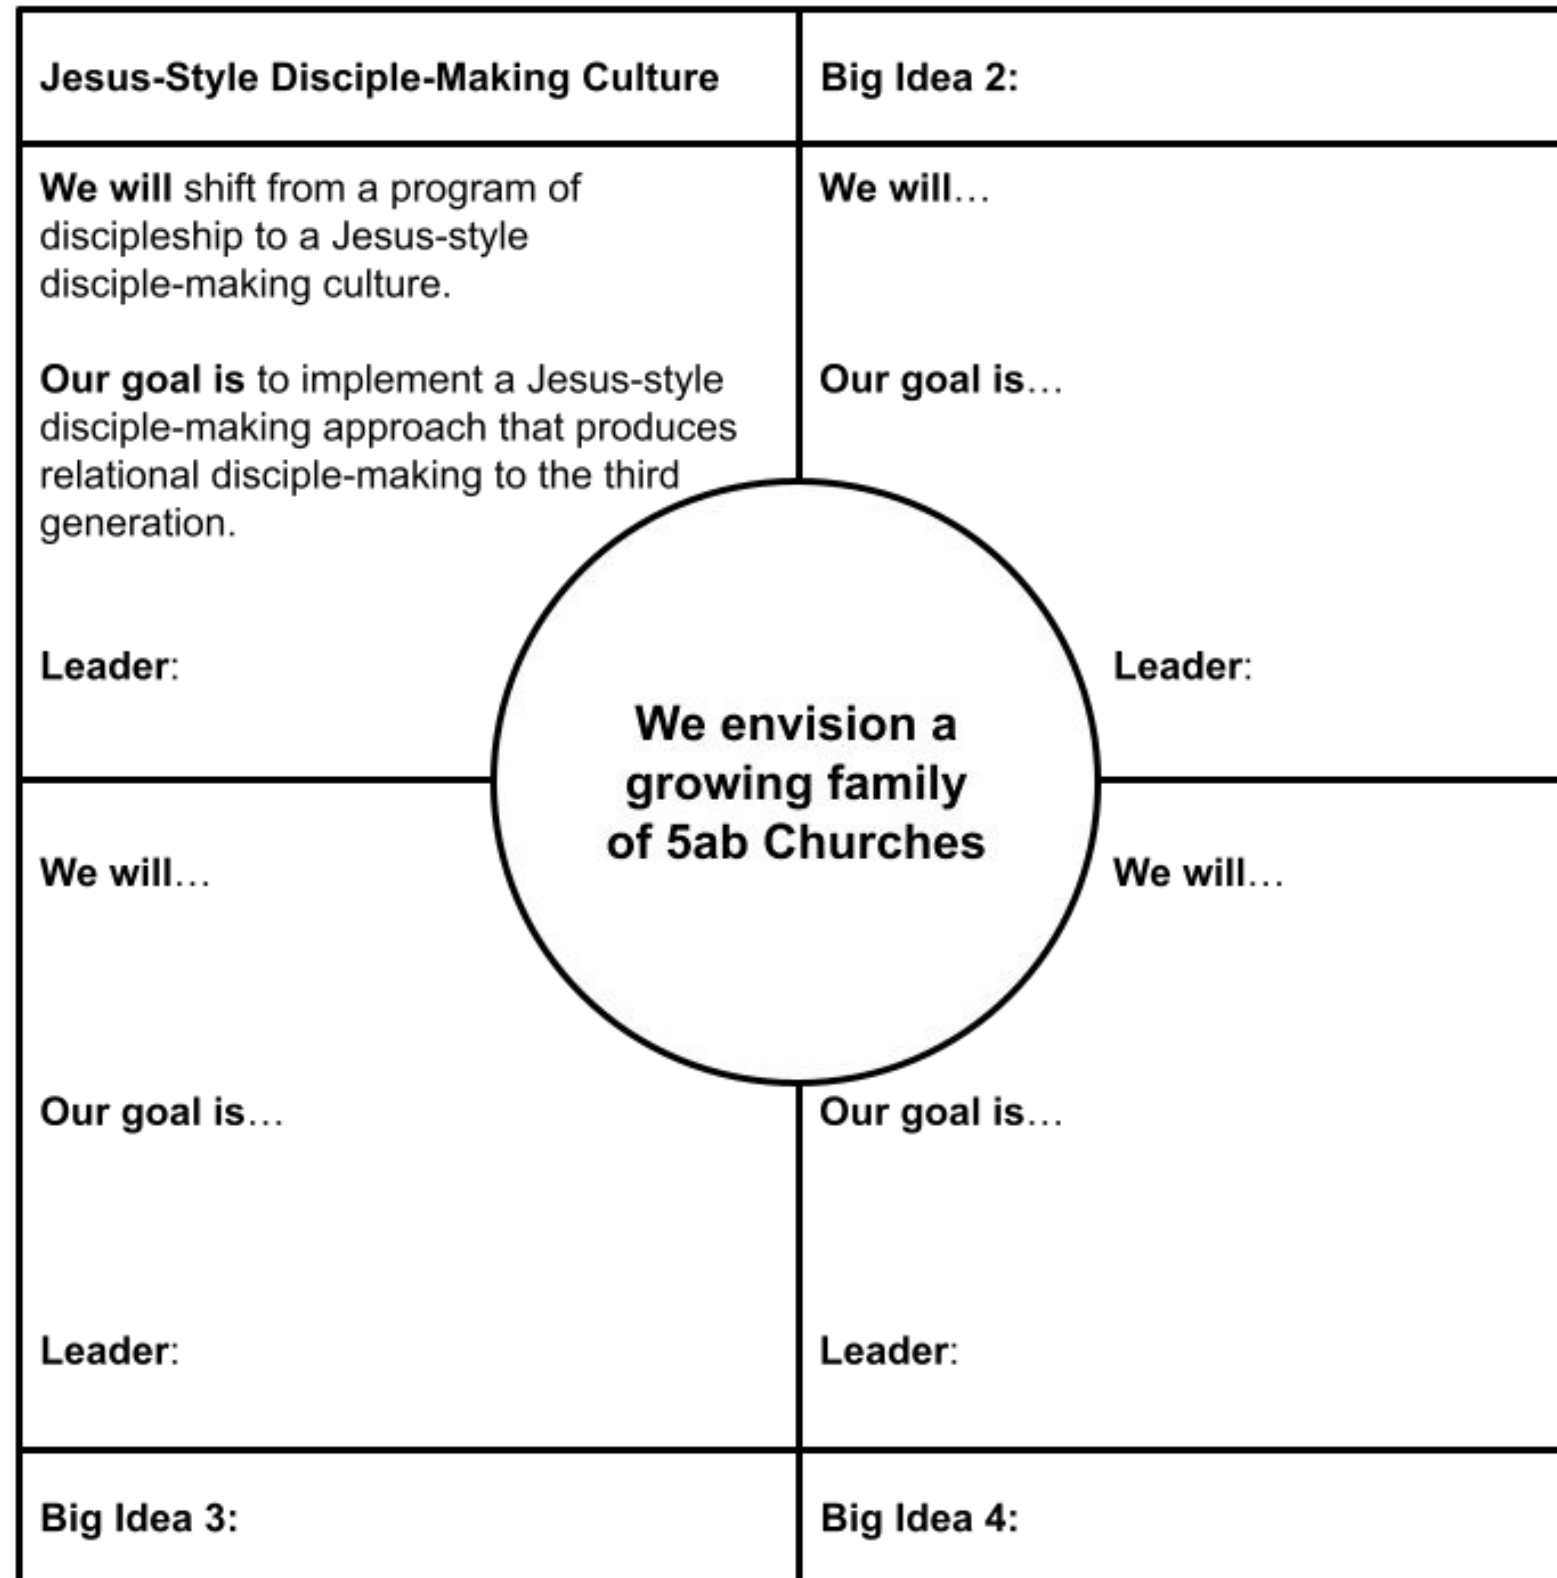 Jesus-Style Disciple-Making Culture
Big Idea 2:
We will shift from a program of
discipleship to a Jesus-style
disciple-making culture.
Our goal is to implement a Jesus-style
disciple-making approach that produces
relational disciple-making to the third
generation.
Leader:
We will…
Our goal is…
Leader:
We envision a
growing family
of 5ab Churches
We will…
Our goal is…
Leader:
We will…
Our goal is…
Leader:
Big Idea 3:
Big Idea 4: